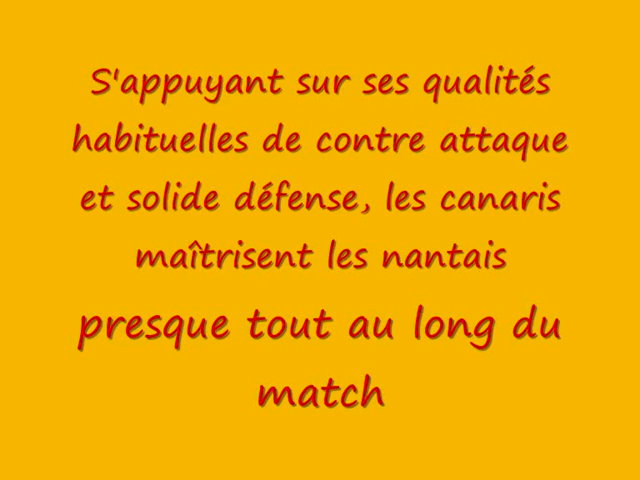 S'appuyant sur ses qualités
habituelles de contre attaque
et solide défense, les canaris
maîtrisent les nantais
presque tout au long du
match